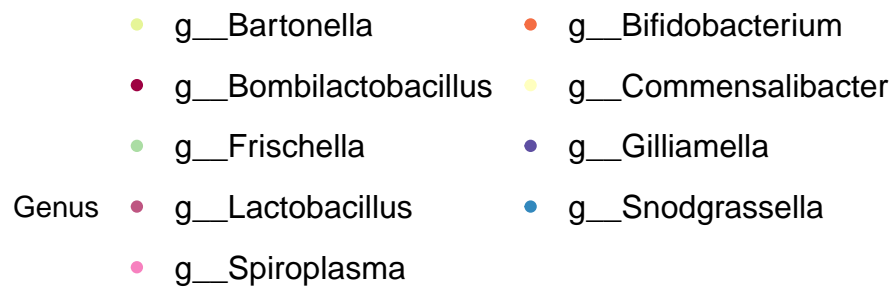 g__Bartonella g__Bifidobacterium
g__Bombilactobacillus g__Commensalibacter
g__Frischella g__Gilliamella
Genus g__Lactobacillus g__Snodgrassella
g__Spiroplasma